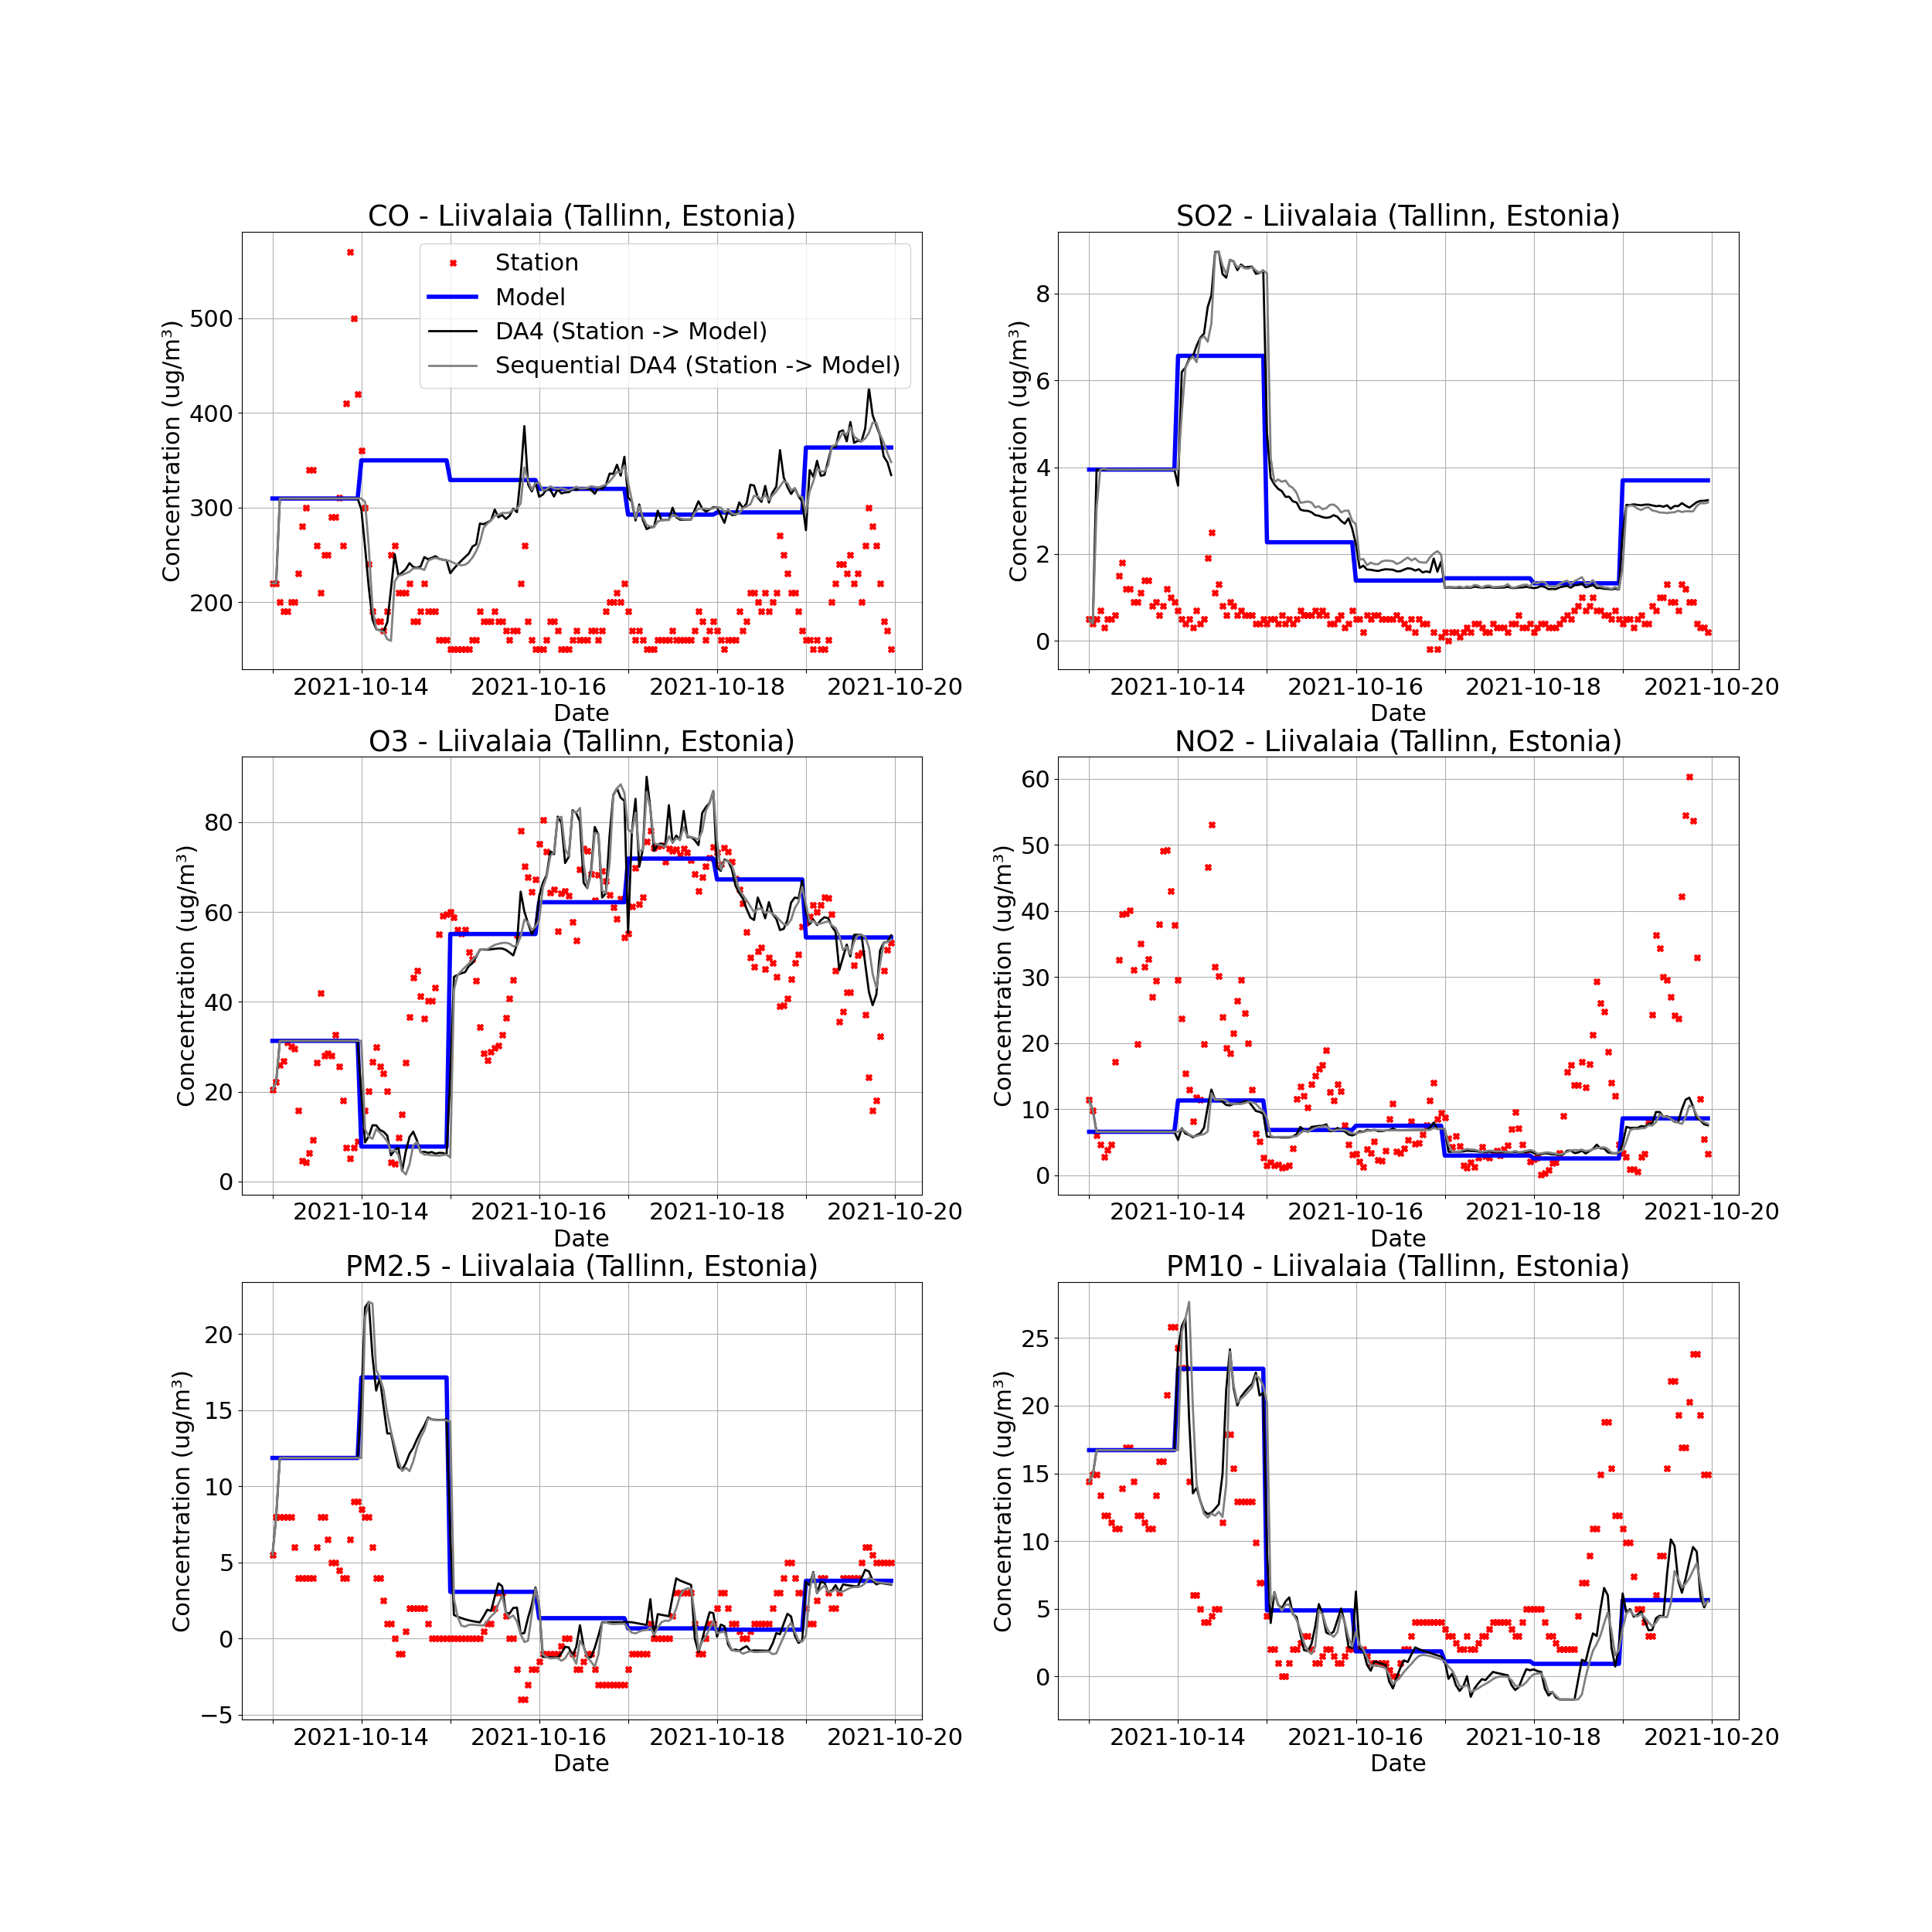 CO - Liivalaia (Tallinn, Estonia)
Concentration (ug/m³)
500
400
300
200
Station
Model
DA4 (Station -> Model)
Sequential DA4 (Station -> Model)
2021-10-14 2021-10-16 2021-10-18 2021-10-20
Date
SO2 - Liivalaia (Tallinn, Estonia)
Concentration (ug/m³)
8
6
4
2
0
2021-10-14 2021-10-16 2021-10-18 2021-10-20
Date
O3 - Liivalaia (Tallinn, Estonia)
Concentration (ug/m³)
80
60
40
20
0
2021-10-14 2021-10-16 2021-10-18 2021-10-20
Date
NO2 - Liivalaia (Tallinn, Estonia)
Concentration (ug/m³)
60
50
40
30
20
10
0
2021-10-14 2021-10-16 2021-10-18 2021-10-20
Date
PM2.5 - Liivalaia (Tallinn, Estonia)
Concentration (ug/m³)
20
15
10
5
0
−5
2021-10-14 2021-10-16 2021-10-18 2021-10-20
Date
PM10 - Liivalaia (Tallinn, Estonia)
Concentration (ug/m³)
25
20
15
10
5
0
2021-10-14 2021-10-16 2021-10-18 2021-10-20
Date